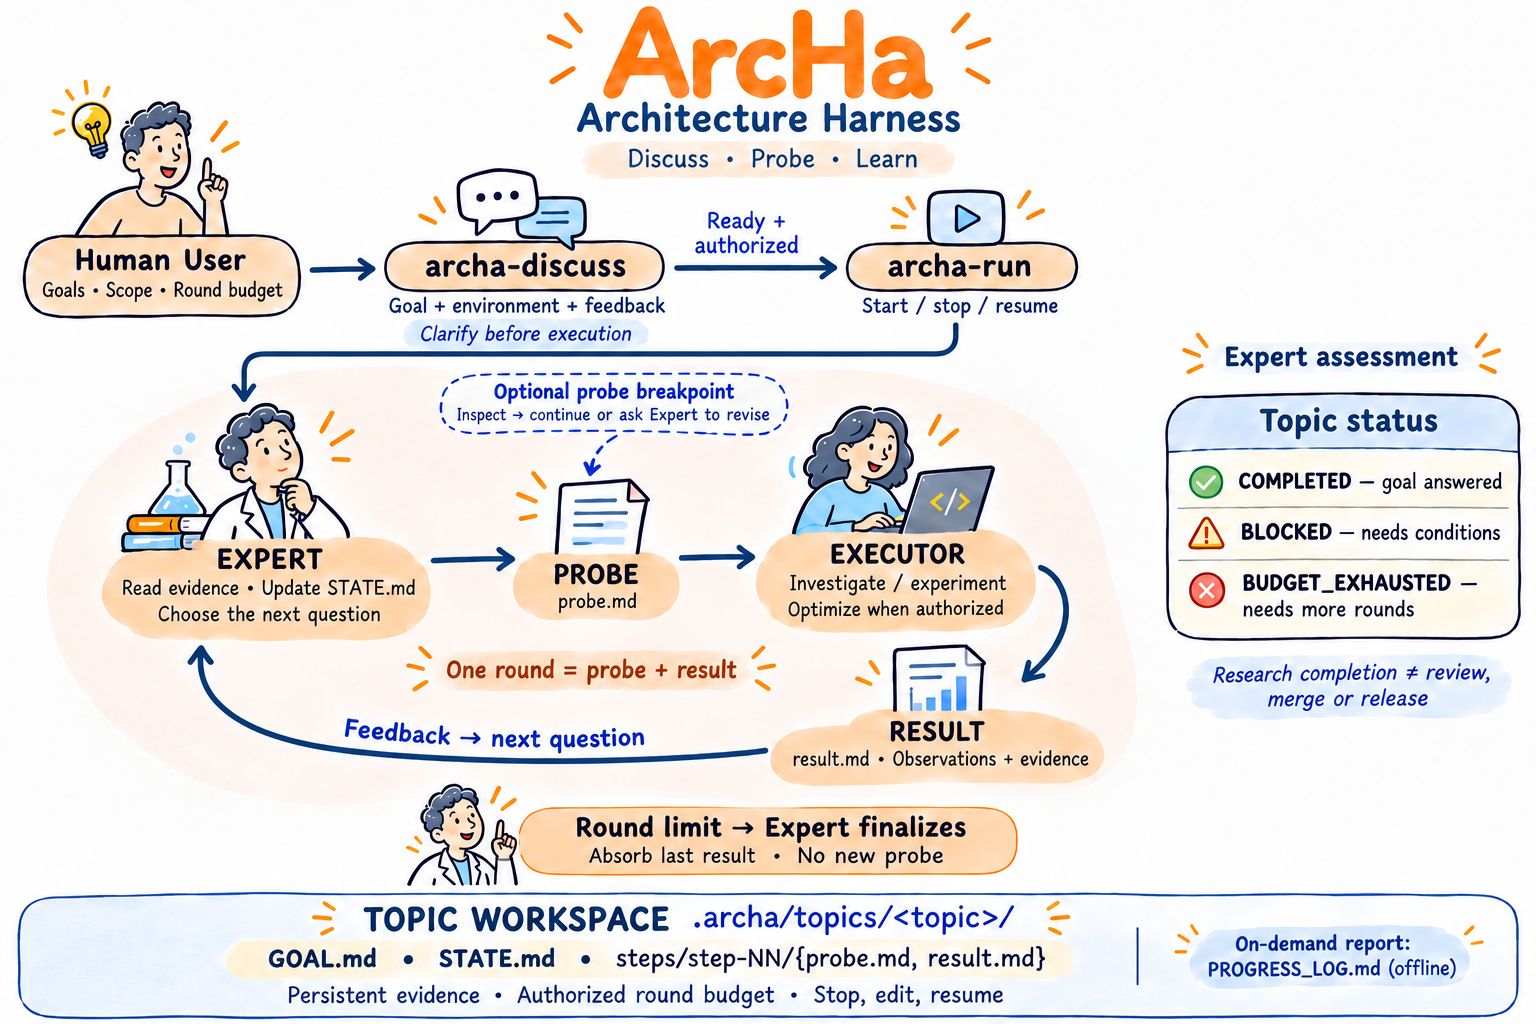 ArcHa
Architecture Harness
Discuss • Probe • Learn
Human User
Goals • Scope • Round budget
archa-discuss
Goal + environment + feedback
Clarify before execution
Ready +
authorized
archa-run
Start / stop / resume
Optional probe breakpoint
Inspect → continue or ask Expert to revise
EXPERT
Read evidence • Update STATE.md
Choose the next question
PROBE
probe.md
</>
EXECUTOR
Investigate / experiment
Optimize when authorized
One round = probe + result
RESULT
result.md • Observations + evidence
Feedback → next question
Expert assessment
Topic status
COMPLETED — goal answered
BLOCKED — needs conditions
BUDGET_EXHAUSTED —
needs more rounds
Research completion ≠ review,
merge or release
Round limit → Expert finalizes
Absorb last result • No new probe
TOPIC WORKSPACE .archa/topics/<topic>/
GOAL.md • STATE.md • steps/step-NN/{probe.md, result.md}
Persistent evidence • Authorized round budget • Stop, edit, resume
On-demand report:
PROGRESS_LOG.md (offline)